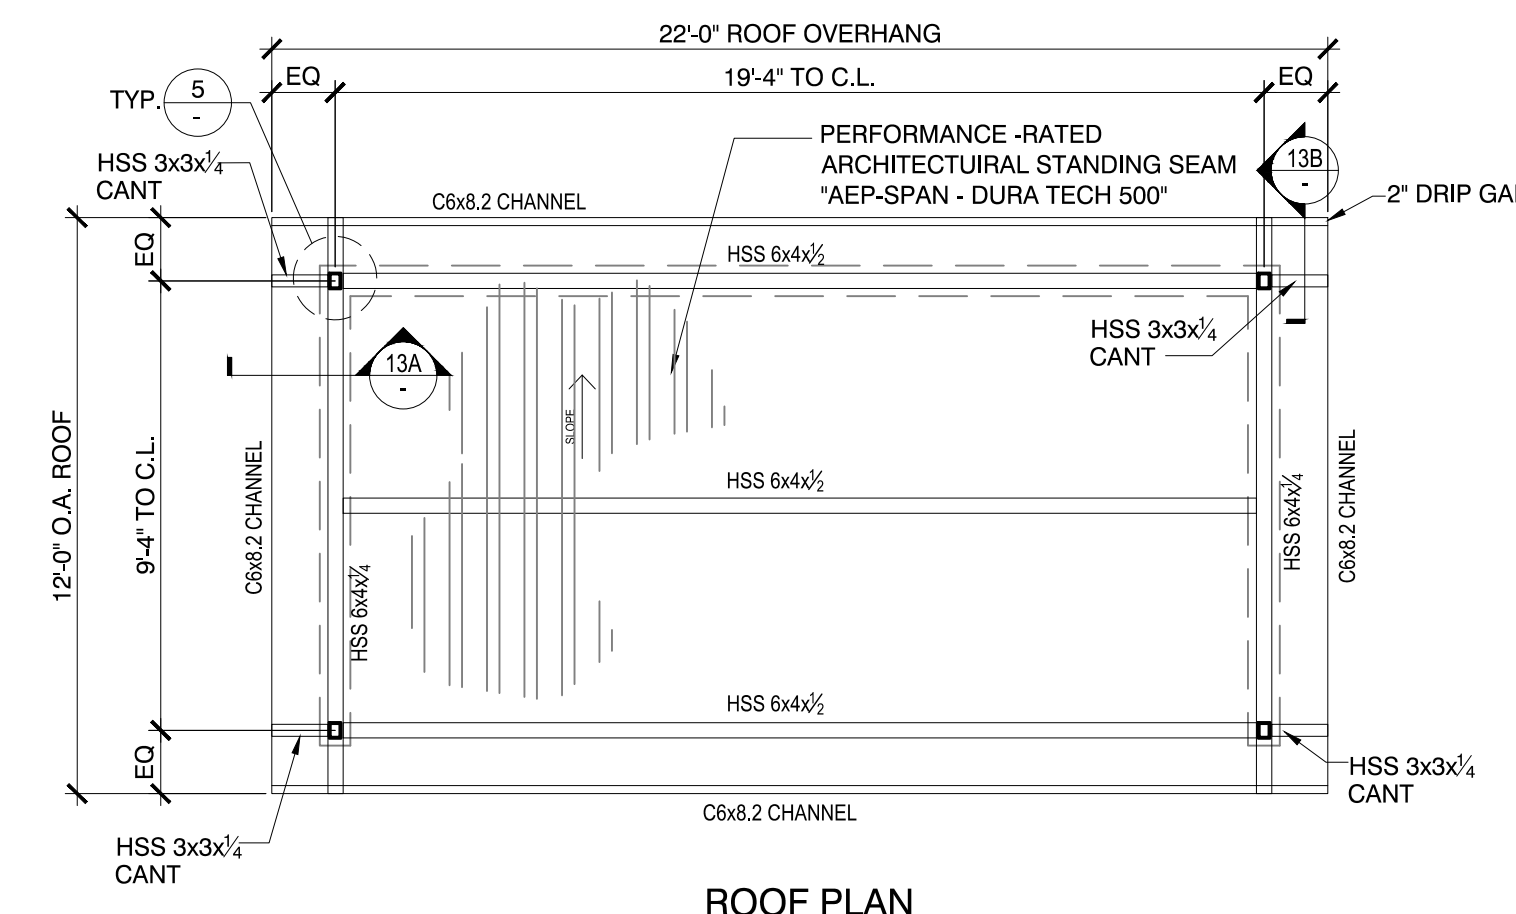 22'-0" ROOF OVERHANG
EQ
19'-4" TO C.L.
EQ
TYP.
5
-
HSS 3x3x1/4
CANT
PERFORMANCE -RATED
ARCHITECTUIRAL STANDING SEAM
"AEP-SPAN - DURA TECH 500"
13B
-
2" DRIP GA
C6x8.2 CHANNEL
EQ
HSS 6x4x1/2
HSS 3x3x1/4
CANT
13A
-
SLOPE
12'-0" O.A. ROOF
9'-4" TO C.L.
C6x8.2 CHANNEL
HSS 6x4x1/2
HSS 6x4x1/4
C6x8.2 CHANNEL
HSS 6x4x1/4
HSS 6x4x1/2
EQ
HSS 3x3x1/4
CANT
C6x8.2 CHANNEL
HSS 3x3x1/4
CANT
ROOF PLAN